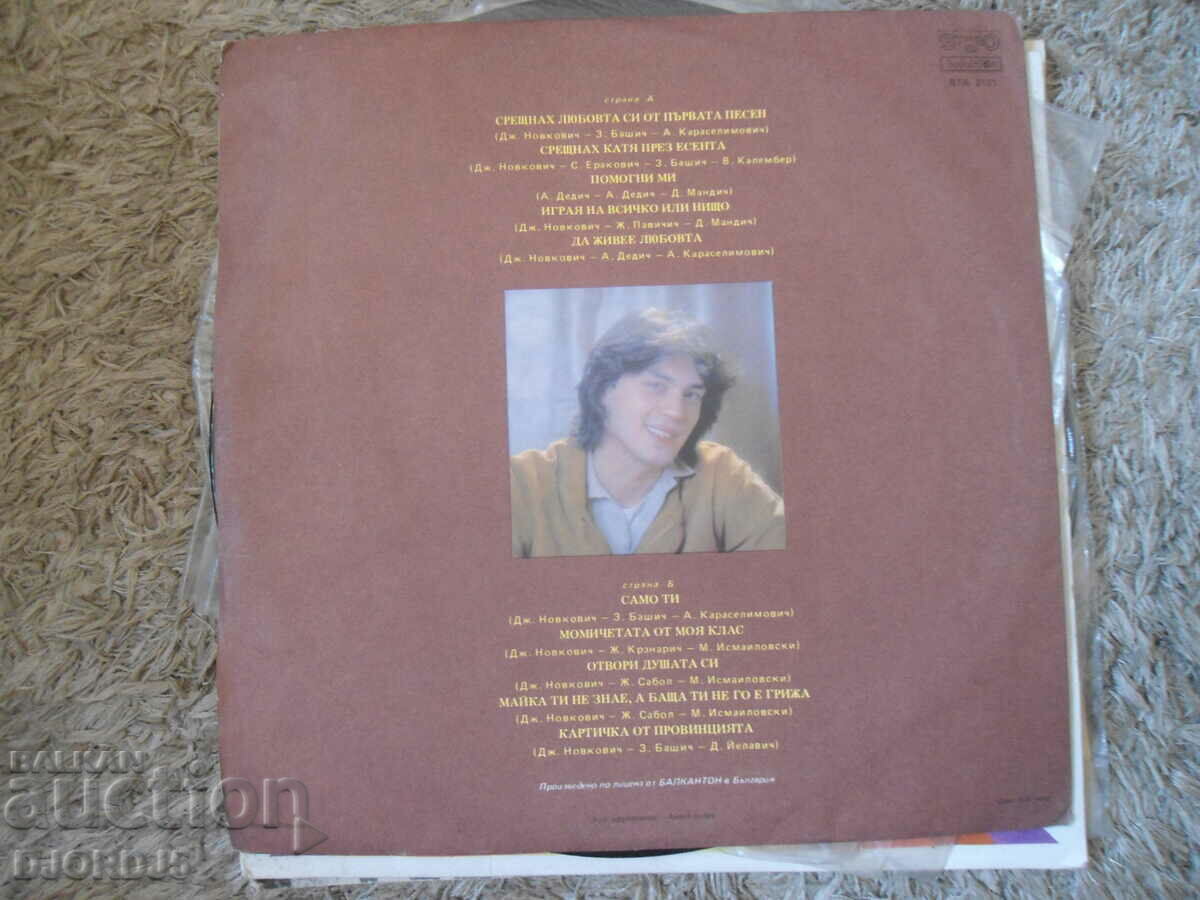 страна А
СРЕЩНАХ ЛЮБОВТА СИ ОТ ПЪРВАТА ПЕСЕН
(Дж. Новкович – З. Башич – А. Караселимович)
СРЕЩНАХ КАТЯ ПРЕЗ ЕСЕНТА
(Дж. Новкович – С. Еракович – З. Башич – В. Калембер)
ПОМОГНИ МИ
(А. Дедич – А. Дедич – Д. Мандич)
ИГРАЯ НА ВСИЧКО ИЛИ НИЩО
(Дж. Новкович – Ж. Павичич – Д. Мандич)
ДА ЖИВЕЕ ЛЮБОВТА
(Дж. Новкович – А. Дедич – А. Караселимович)
страна Б
САМО ТИ
(Дж. Новкович – З. Башич – А. Караселимович)
МОМИЧЕТАТА ОТ МОЯ КЛАС
(Дж. Новкович – Ж. Крзнарич – М. Исмаиловски)
ОТВОРИ ДУШАТА СИ
(Дж. Новкович – Ж. Сабол – М. Исмаиловски)
МАЙКА ТИ НЕ ЗНАЕ, А БАЩА ТИ НЕ ГО Е ГРИЖА
(Дж. Новкович – Ж. Сабол – М. Исмаиловски)
КАРТИЧКА ОТ ПРОВИНЦИЯТА
(Дж. Новкович – З. Башич – Д. Йелавич)
Произведено по лиценз от БАЛКАНТОН в България
BALKAN
auction
DJORDJ5